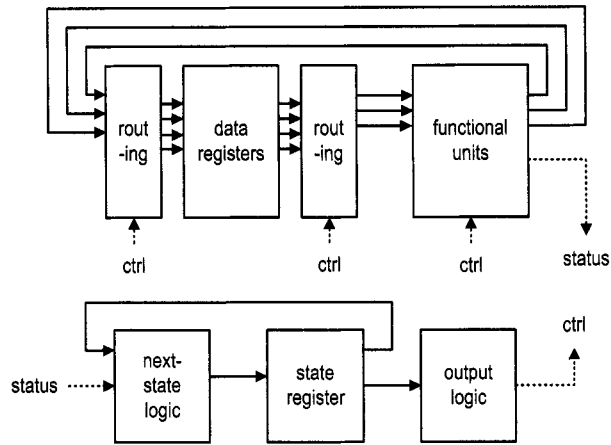 rout
-ing
data
registers
rout
-ing
functional
units
ctrl
ctrl
ctrl
status
ctrl
status
next-
state
logic
state
register
output
logic